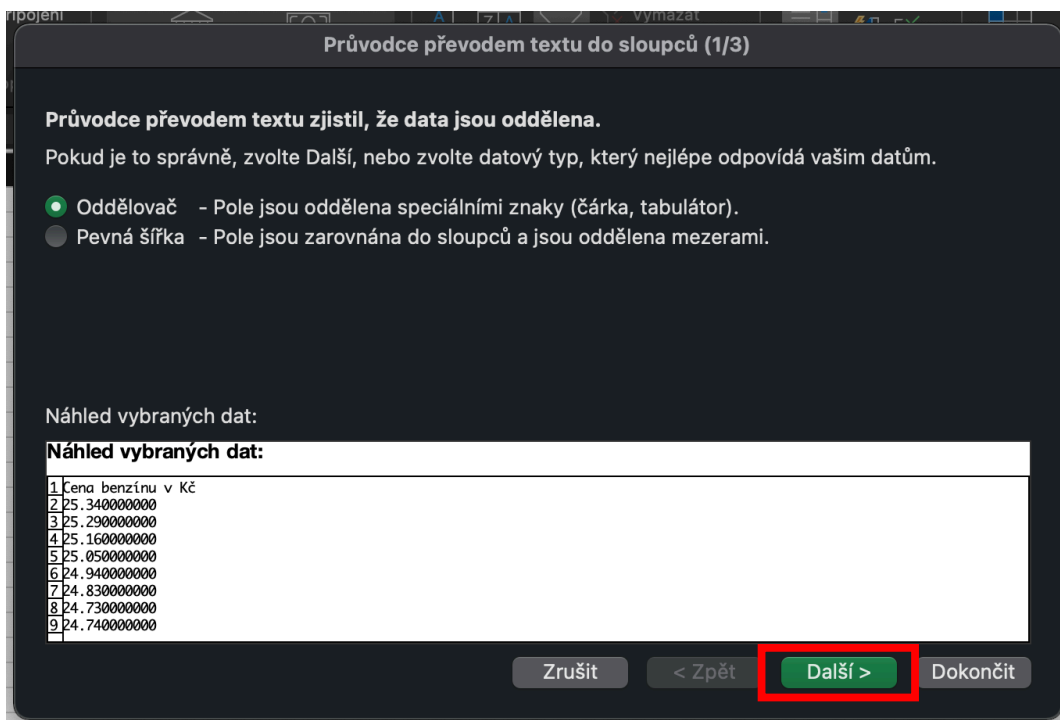 Vymazat
Průvodce převodem textu do sloupců (1/3)
Průvodce převodem textu zjistil, že data jsou oddělena.
Pokud je to správně, zvolte Další, nebo zvolte datový typ, který nejlépe odpovídá vašim datům.
Oddělovač - Pole jsou oddělena speciálními znaky (čárka, tabulátor).
Pevná šířka - Pole jsou zarovnána do sloupců a jsou oddělena mezerami.
Náhled vybraných dat:
Náhled vybraných dat:
1 Cena benzínu v Kč
2 25.340000000
3 25.290000000
4 25.160000000
5 25.050000000
6 24.940000000
7 24.830000000
8 24.730000000
9 24.740000000
Zrušit < Zpět Další > Dokončit